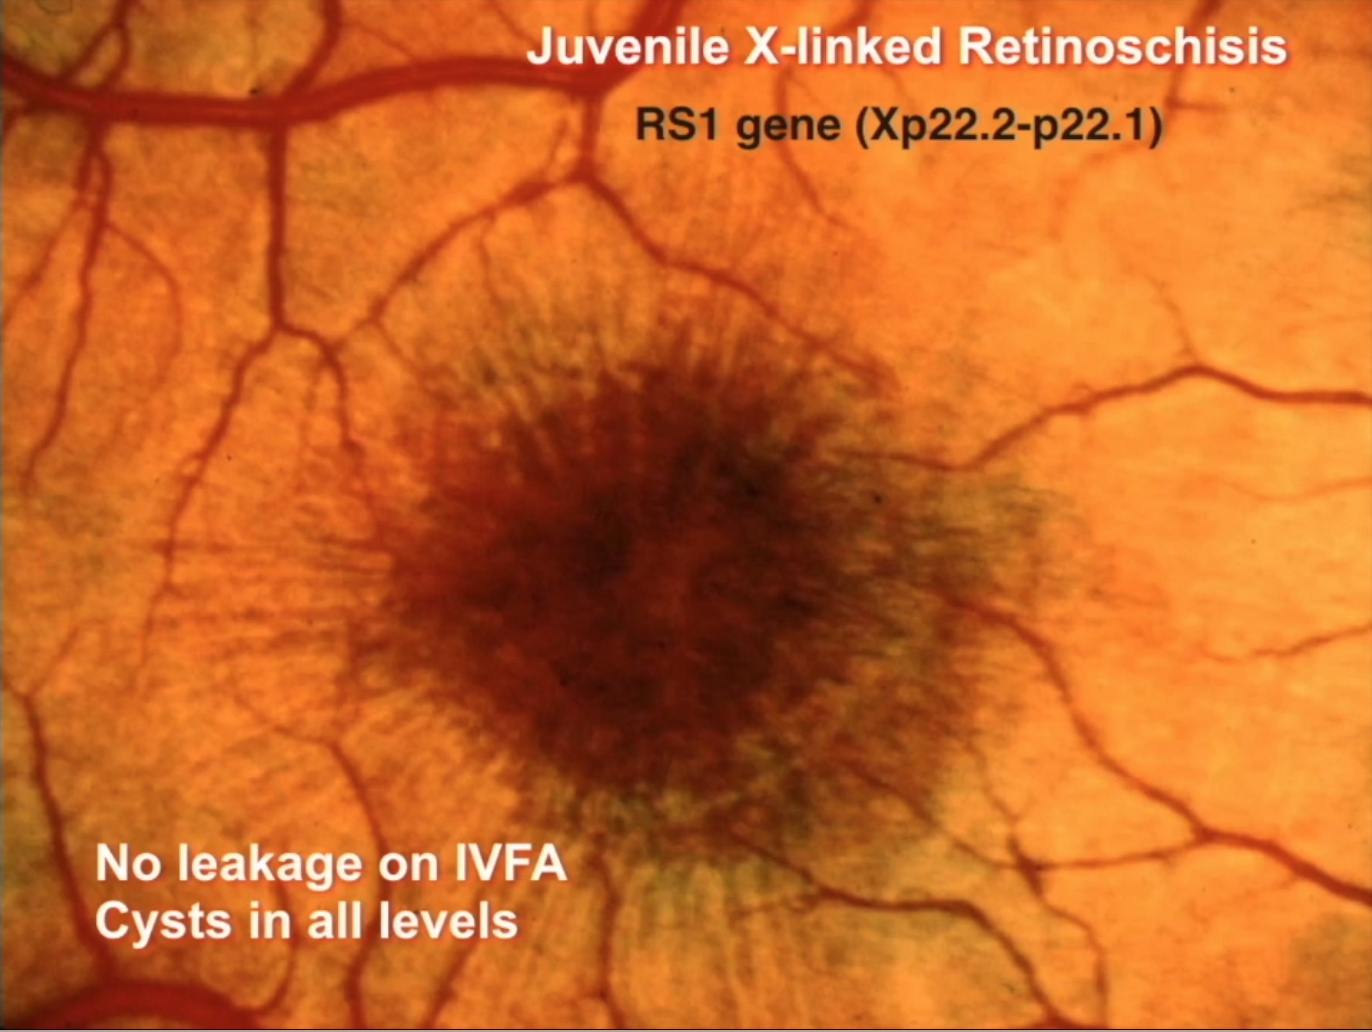 Juvenile X-linked Retinoschisis
RS1 gene (Xp22.2-p22.1)
No leakage on IVFA
Cysts in all levels